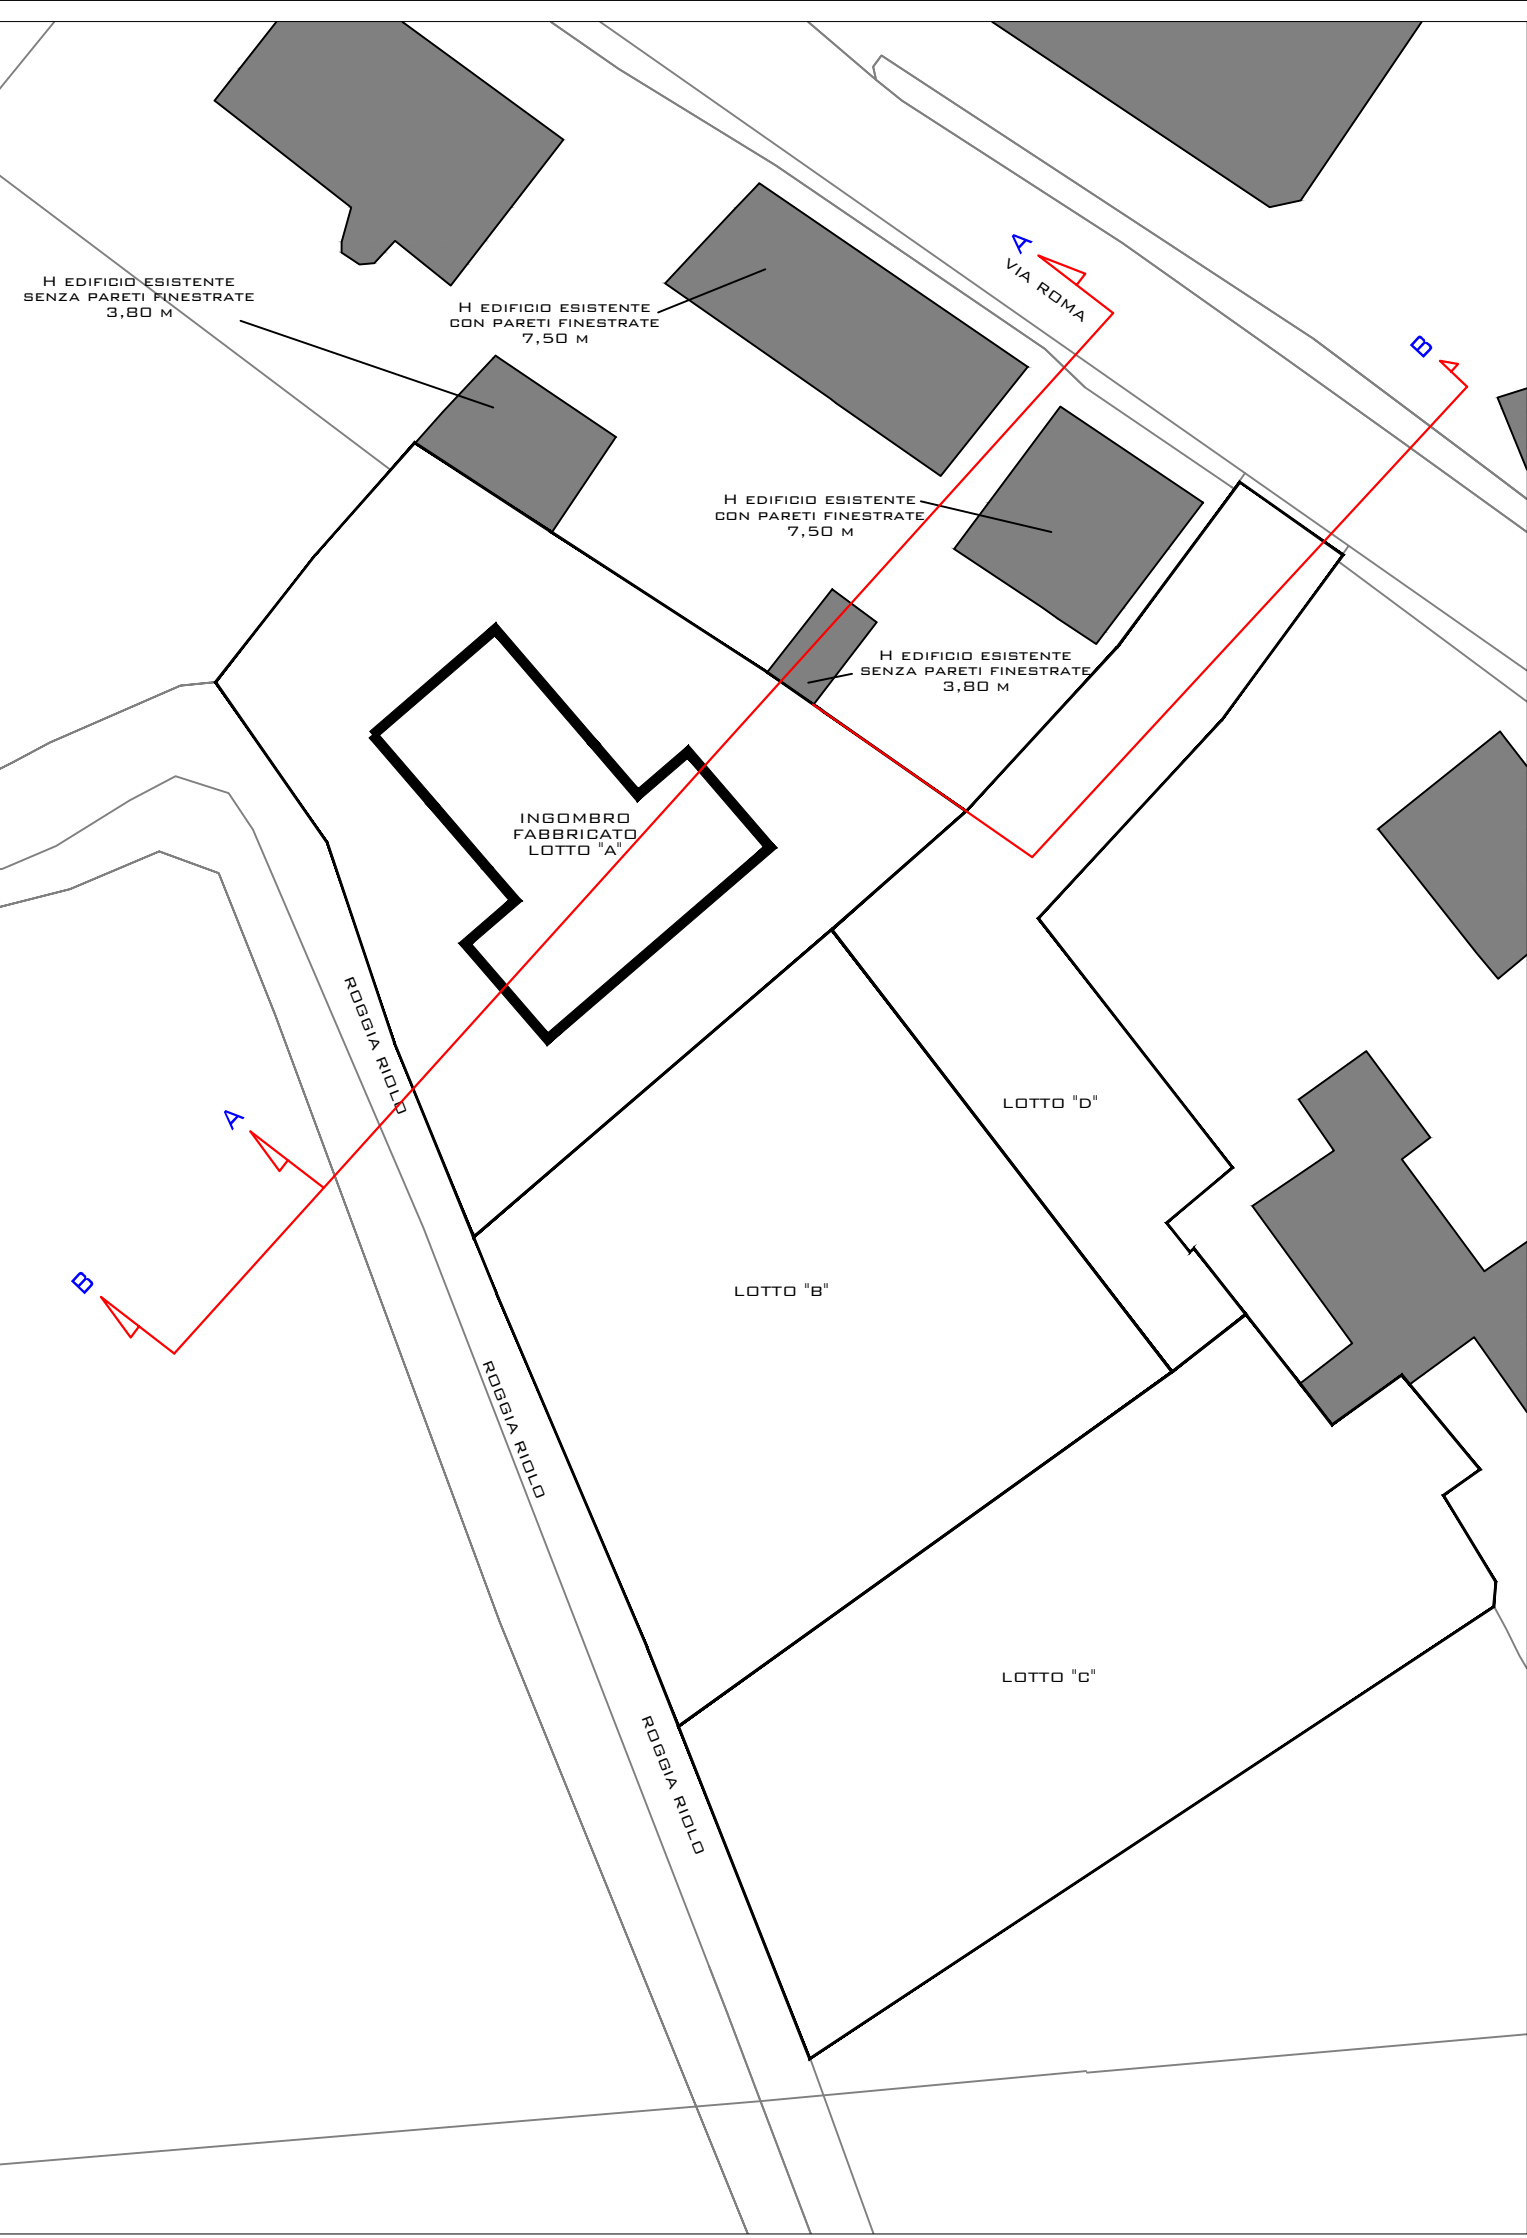 A
VIA ROMA
H EDIFICIO ESISTENTE
SENZA PARETI FINESTRATE
3,80 M
H EDIFICIO ESISTENTE
CON PARETI FINESTRATE
7,50 M
B
H EDIFICIO ESISTENTE
CON PARETI FINESTRATE
7,50 M
H EDIFICIO ESISTENTE
SENZA PARETI FINESTRATE
3,80 M
INGOMBRO
FABBRICATO
LOTTO "A"
ROGGIA RIOLO
A
LOTTO "D"
B
LOTTO "B"
ROGGIA RIOLO
LOTTO "C"
ROGGIA RIOLO